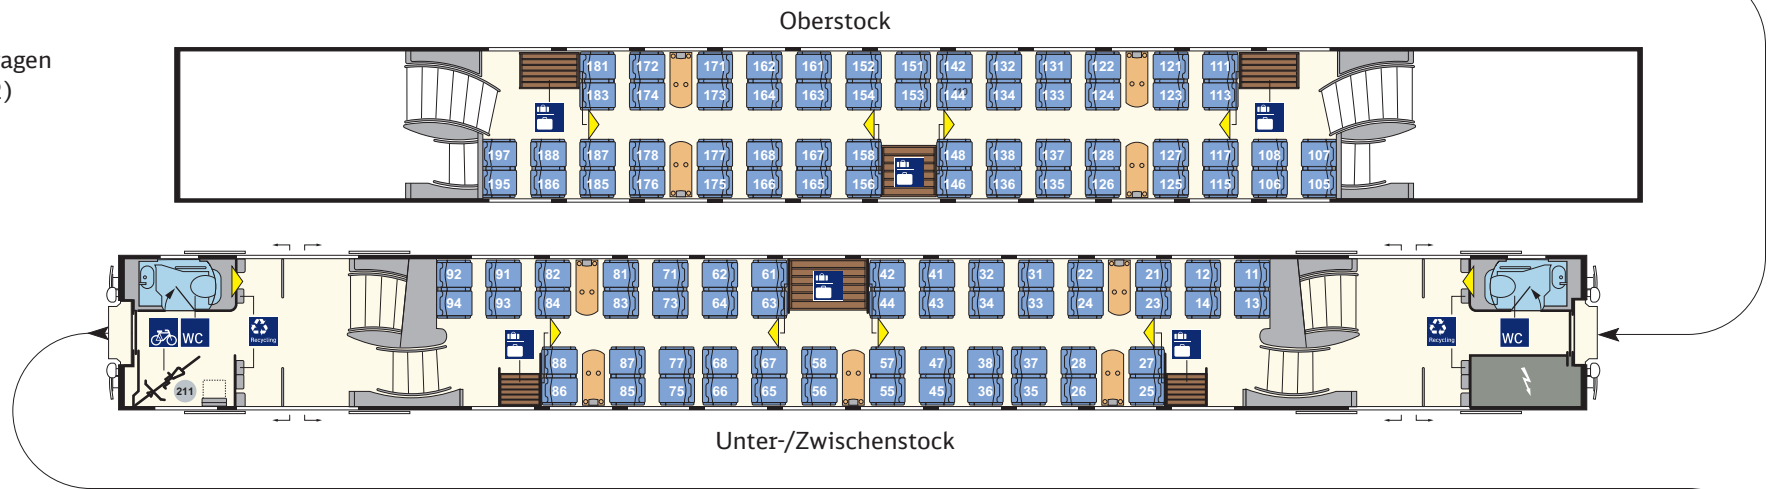 Oberstock
agen
)
181 172 171 162 161 152 151 142 132 131 122 121 111
183 174 173 164 163 154 153 144 134 133 124 123 113
197 188 187 178 177 168 167 158 148 138 137 128 127 117 108 107
195 186 185 176 175 166 165 156 146 136 135 126 125 115 106 105
92 91 82 81 71 62 61 42 41 32 31 22 21 12 11
94 93 84 83 73 64 63 44 43 34 33 24 23 14 13
WC Recycling Recycling WC
88 87 77 68 67 58 57 47 38 37 28 27
211 86 85 75 66 65 56 55 45 36 35 26 25
Unter-/Zwischenstock